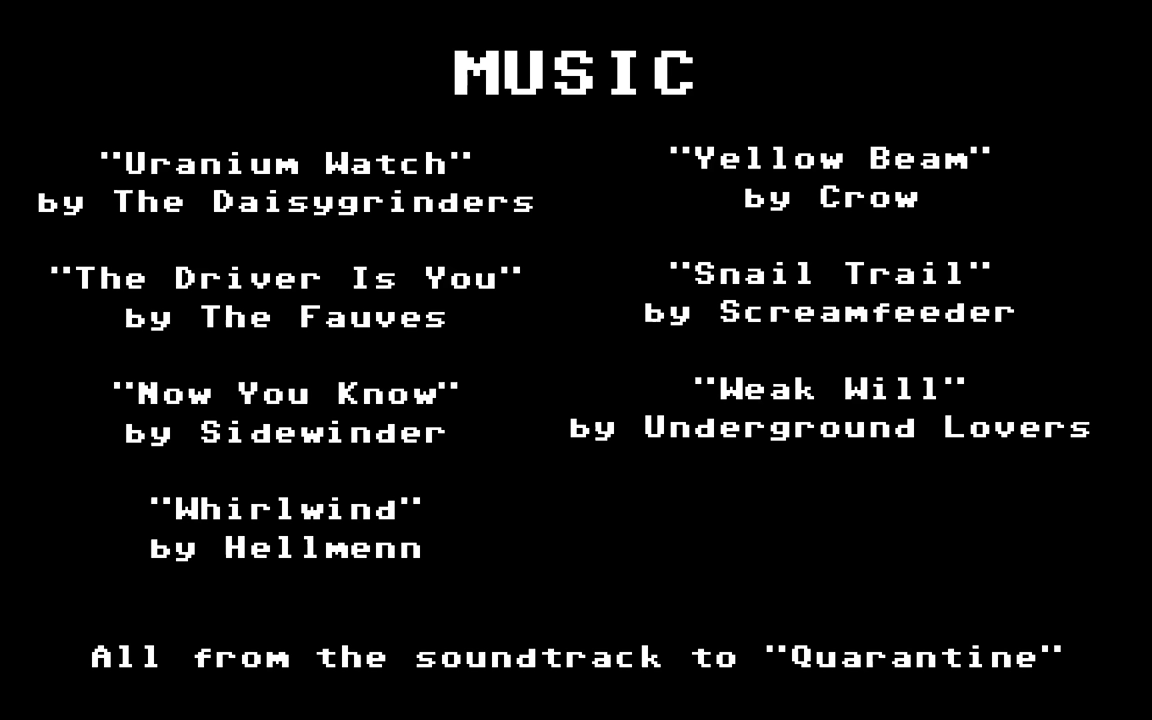 MUSIC
"Uranium Watch"
by The Daisygrinders
"The Driver Is You"
by The Fauves
"Now You Know"
by Sidewinder
"Whirlwind"
by Hellmenn
"Yellow Beam"
by Crow
"Snail Trail"
by Screamfeeder
"Weak Will"
by Underground Lovers
All from the soundtrack to "Quarantine"